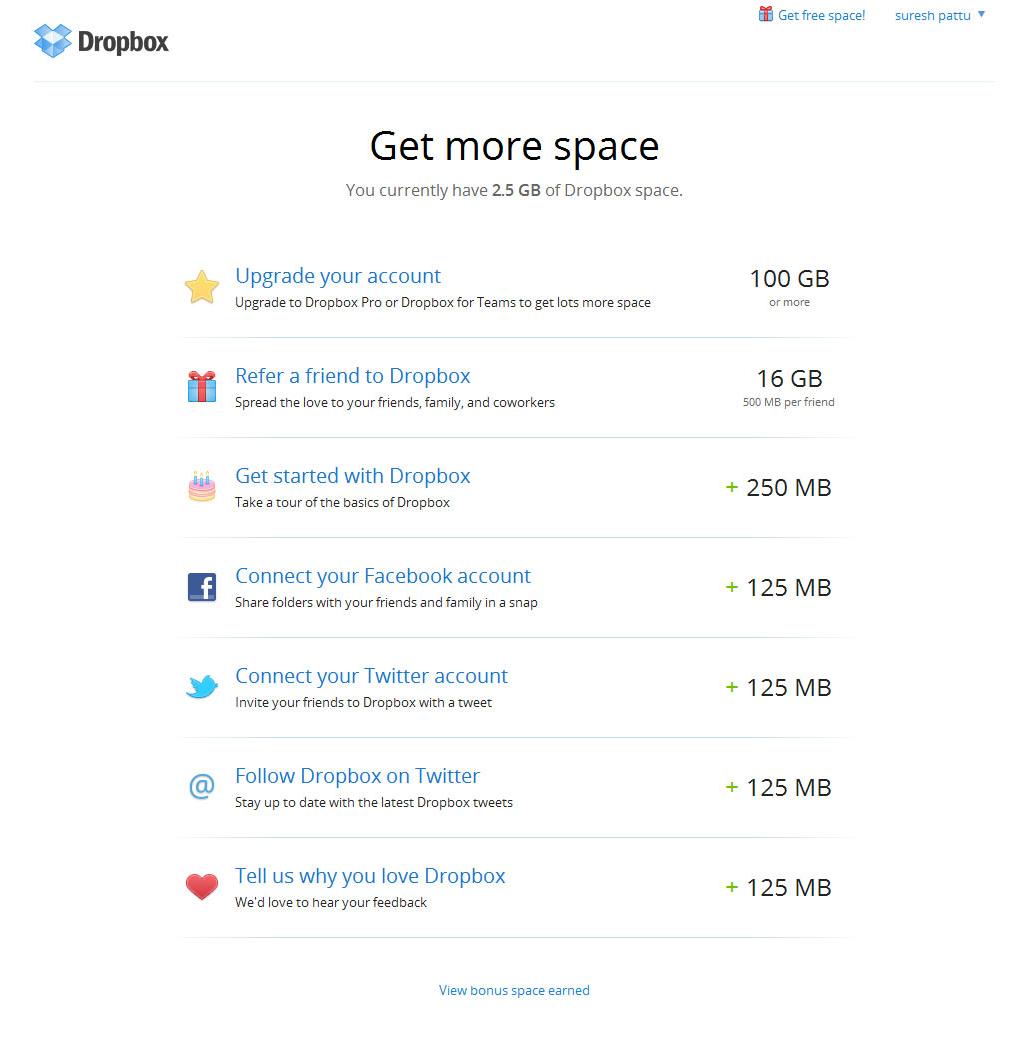 Get free space!
suresh pattu
Dropbox
Get more space
You currently have 2.5 GB of Dropbox space.
Upgrade your account
100 GB
Upgrade to Dropbox Pro or Dropbox for Teams to get lots more space
or more
Refer a friend to Dropbox
16 GB
Spread the love to your friends, family, and coworkers
500 MB per friend
Get started with Dropbox
+ 250 MB
Take a tour of the basics of Dropbox
Connect your Facebook account
+ 125 MB
Share folders with your friends and family in a snap
Connect your Twitter account
+ 125 MB
Invite your friends to Dropbox with a tweet
Follow Dropbox on Twitter
+ 125 MB
Stay up to date with the latest Dropbox tweets
Tell us why you love Dropbox
+ 125 MB
We'd love to hear your feedback
View bonus space earned